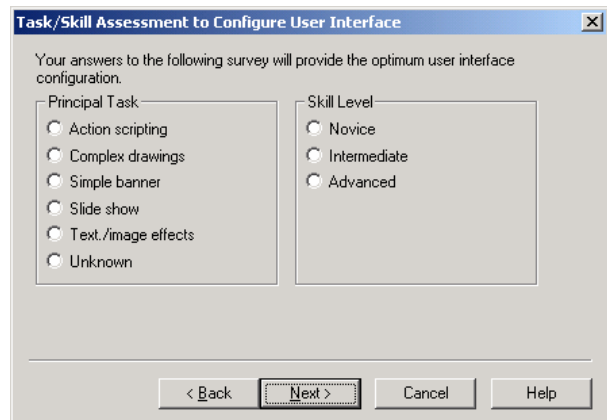 Task/Skill Assessment to Configure User Interface
Your answers to the following survey will provide the optimum user interface
configuration.
Principal Task
Action scripting
Complex drawings
Simple banner
Slide show
Text./image effects
Unknown
Skill Level
Novice
Intermediate
Advanced
< Back
Next >
Cancel
Help